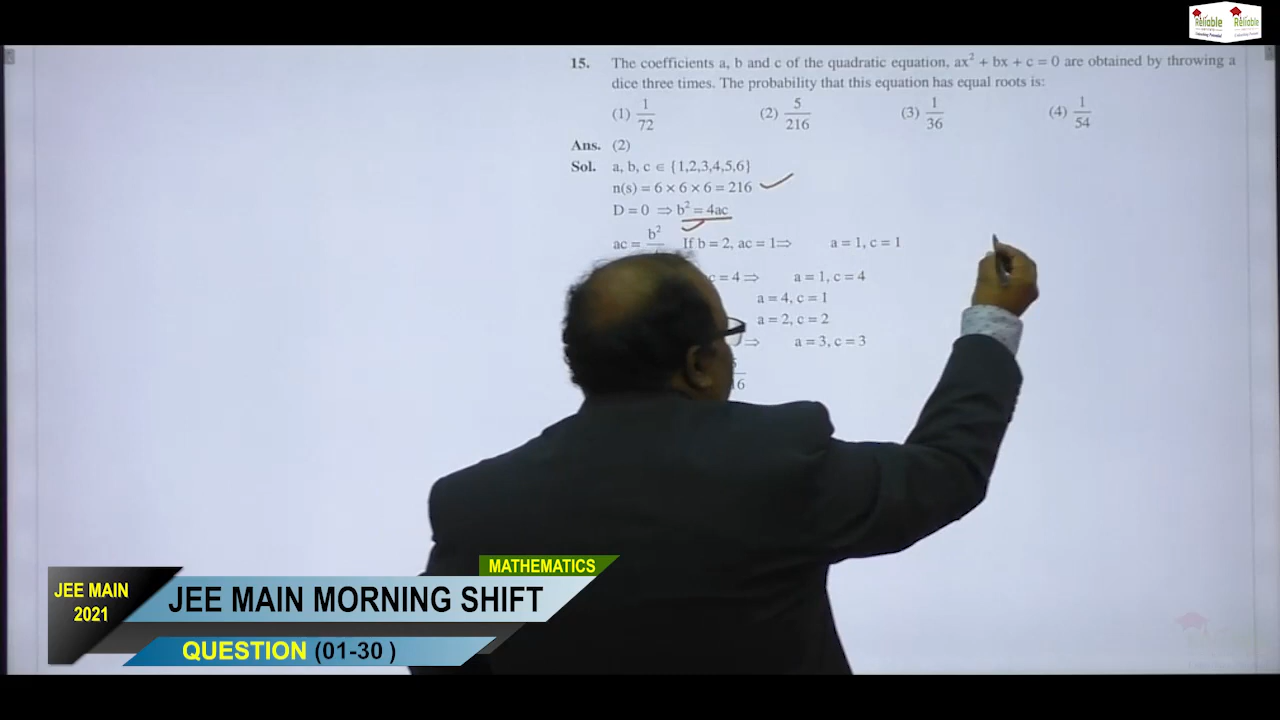 Reliable Reliable
15. The coefficients a, b and c of the quadratic equation, ax² + bx + c = 0 are obtained by throwing a
dice three times. The probability that this equation has equal roots is:
(1) 1/72 (2) 5/216 (3) 1/36 (4) 1/54
Ans. (2)
Sol. a, b, c ∈ {1,2,3,4,5,6}
n(s) = 6 × 6 × 6 = 216
D = 0 ⇒ b² = 4ac
ac = b² If b = 2, ac = 1⇒ a = 1, c = 1
c = 4⇒ a = 1, c = 4
a = 4, c = 1
a = 2, c = 2
⇒ a = 3, c = 3
MATHEMATICS
JEE MAIN
2021
JEE MAIN MORNING SHIFT
QUESTION (01-30 )